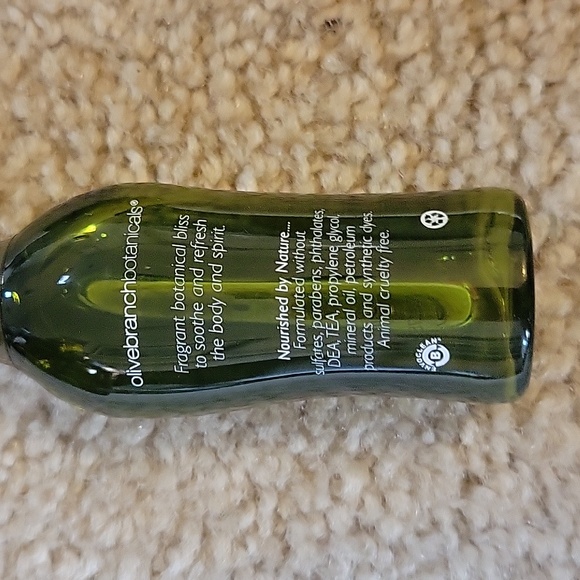 olivebranchbotanicals®
Fragrant botanical bliss
to soothe and refresh
the body and spirit.
Nourished by Nature....
Formulated without
sulfates, parabens, phthalates,
DEA, TEA, propylene glycol,
mineral oil, petroleum
products and synthetic dyes.
Animal cruelty free.